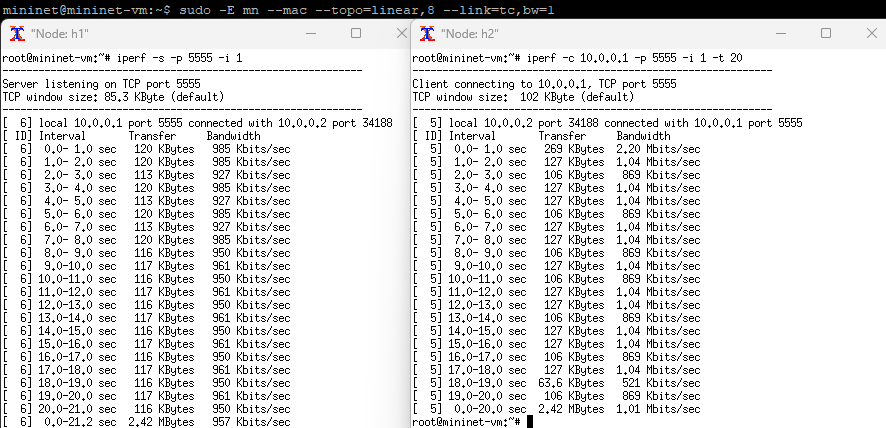 mininet@mininet-vm:~$ sudo -E mn --mac --topo=linear,8 --link=tc,bw=1
"Node: h1"
root@mininet-vm:~# iperf -s -p 5555 -i 1
------------------------------------------------------------
Server listening on TCP port 5555
TCP window size: 85.3 KByte (default)
------------------------------------------------------------
[  6] local 10.0.0.1 port 5555 connected with 10.0.0.2 port 34188
[ ID] Interval       Transfer     Bandwidth
[  6]  0.0- 1.0 sec   120 KBytes   985 Kbits/sec
[  6]  1.0- 2.0 sec   120 KBytes   985 Kbits/sec
[  6]  2.0- 3.0 sec   113 KBytes   927 Kbits/sec
[  6]  3.0- 4.0 sec   120 KBytes   985 Kbits/sec
[  6]  4.0- 5.0 sec   113 KBytes   927 Kbits/sec
[  6]  5.0- 6.0 sec   120 KBytes   985 Kbits/sec
[  6]  6.0- 7.0 sec   113 KBytes   927 Kbits/sec
[  6]  7.0- 8.0 sec   120 KBytes   985 Kbits/sec
[  6]  8.0- 9.0 sec   116 KBytes   950 Kbits/sec
[  6]  9.0-10.0 sec   117 KBytes   961 Kbits/sec
[  6] 10.0-11.0 sec   116 KBytes   950 Kbits/sec
[  6] 11.0-12.0 sec   117 KBytes   961 Kbits/sec
[  6] 12.0-13.0 sec   116 KBytes   950 Kbits/sec
[  6] 13.0-14.0 sec   117 KBytes   961 Kbits/sec
[  6] 14.0-15.0 sec   116 KBytes   950 Kbits/sec
[  6] 15.0-16.0 sec   117 KBytes   961 Kbits/sec
[  6] 16.0-17.0 sec   116 KBytes   950 Kbits/sec
[  6] 17.0-18.0 sec   117 KBytes   961 Kbits/sec
[  6] 18.0-19.0 sec   116 KBytes   950 Kbits/sec
[  6] 19.0-20.0 sec   117 KBytes   961 Kbits/sec
[  6] 20.0-21.0 sec   116 KBytes   950 Kbits/sec
[  6]  0.0-21.2 sec  2.42 MBytes   957 Kbits/sec
"Node: h2"
root@mininet-vm:~# iperf -c 10.0.0.1 -p 5555 -i 1 -t 20
------------------------------------------------------------
Client connecting to 10.0.0.1, TCP port 5555
TCP window size:  102 KByte (default)
------------------------------------------------------------
[  5] local 10.0.0.2 port 34188 connected with 10.0.0.1 port 5555
[ ID] Interval       Transfer     Bandwidth
[  5]  0.0- 1.0 sec   269 KBytes  2.20 Mbits/sec
[  5]  1.0- 2.0 sec   127 KBytes  1.04 Mbits/sec
[  5]  2.0- 3.0 sec   106 KBytes   869 Kbits/sec
[  5]  3.0- 4.0 sec   127 KBytes  1.04 Mbits/sec
[  5]  4.0- 5.0 sec   127 KBytes  1.04 Mbits/sec
[  5]  5.0- 6.0 sec   106 KBytes   869 Kbits/sec
[  5]  6.0- 7.0 sec   127 KBytes  1.04 Mbits/sec
[  5]  7.0- 8.0 sec   127 KBytes  1.04 Mbits/sec
[  5]  8.0- 9.0 sec   106 KBytes   869 Kbits/sec
[  5]  9.0-10.0 sec   127 KBytes  1.04 Mbits/sec
[  5] 10.0-11.0 sec   106 KBytes   869 Kbits/sec
[  5] 11.0-12.0 sec   127 KBytes  1.04 Mbits/sec
[  5] 12.0-13.0 sec   127 KBytes  1.04 Mbits/sec
[  5] 13.0-14.0 sec   106 KBytes   869 Kbits/sec
[  5] 14.0-15.0 sec   127 KBytes  1.04 Mbits/sec
[  5] 15.0-16.0 sec   127 KBytes  1.04 Mbits/sec
[  5] 16.0-17.0 sec   106 KBytes   869 Kbits/sec
[  5] 17.0-18.0 sec   127 KBytes  1.04 Mbits/sec
[  5] 18.0-19.0 sec  63.6 KBytes   521 Kbits/sec
[  5] 19.0-20.0 sec   106 KBytes   869 Kbits/sec
[  5]  0.0-20.0 sec  2.42 MBytes  1.01 Mbits/sec
root@mininet-vm:~#